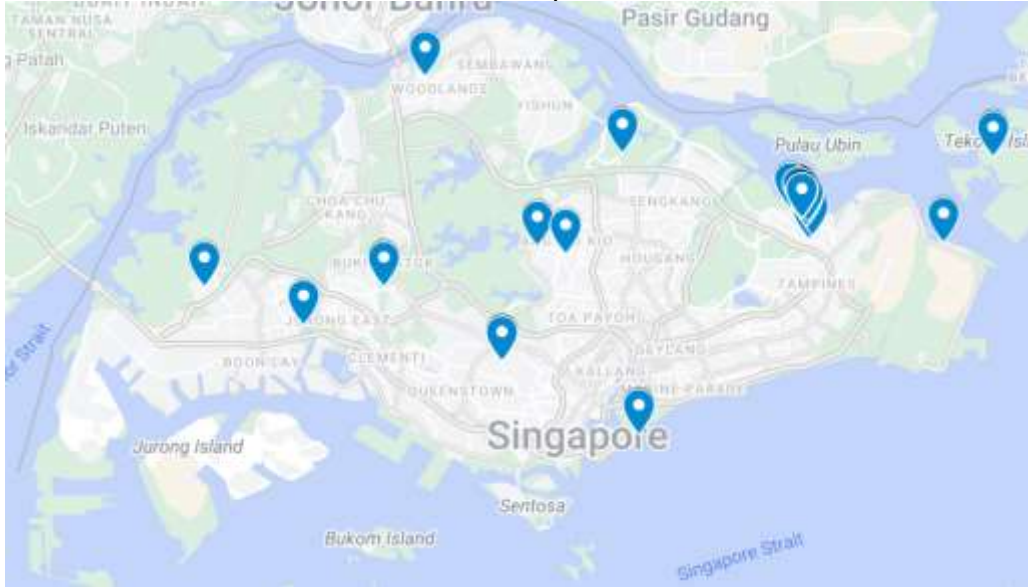 Johor Bahru
TAMAN NUSA
SENTRAL
Pasir Gudang
SEMBAWANG
WOODLANDS
YISHUN
Iskandar Puteri
Pulau Ubin
CHOA CHU
KANG
SENGKANG
HOUGANG
TAMPINES
JURONG EAST
TOA PAYOH
GEYLANG
BOON LAY
CLEMENTI
KALLANG
QUEENSTOWN
MARINE PARADE
Singapore
Jurong Island
Sentosa
Bukom Island
Singapore Strait